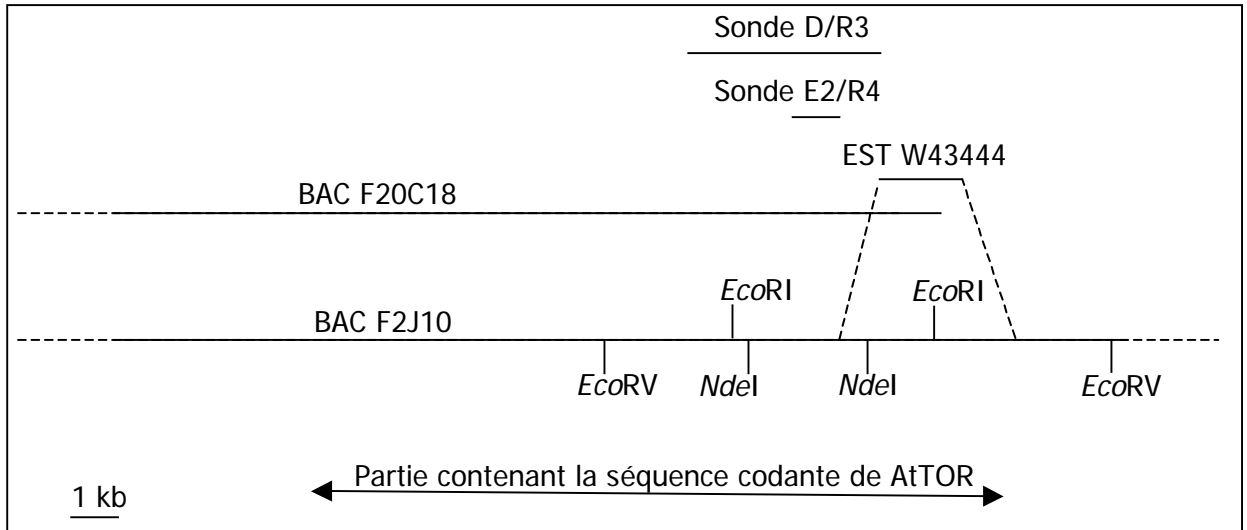 Sonde D/R3
Sonde E2/R4
EST W43444
BAC F20C18
EcoRI
EcoRI
BAC F2J10
EcoRV
NdeI
NdeI
EcoRV
Partie contenant la séquence codante de AtTOR
1 kb